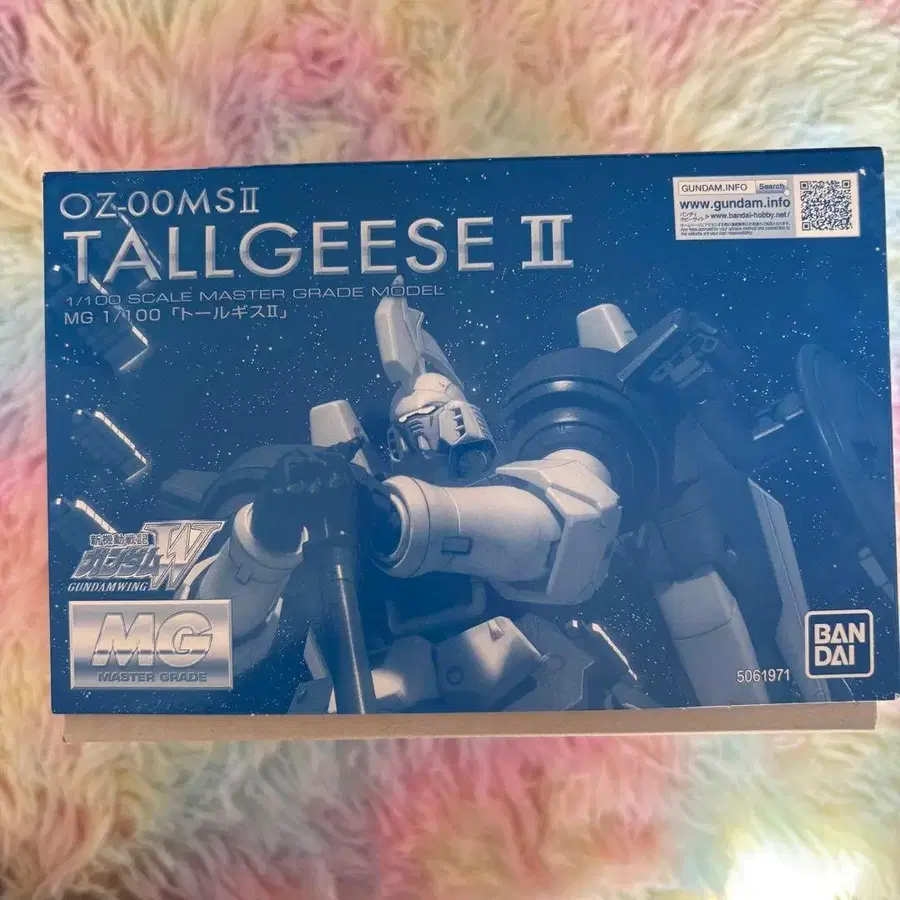 OZ-00MSⅡ
TALLGEESE Ⅱ
1/100 SCALE MASTER GRADE MODEL
MG 1/100 「トールギスⅡ」
GUNDAM.INFO Search
www.gundam.info
>www.bandai-hobby.net/
新機動戦記
ガンダムW
GUNDAM WING
MG
MASTER GRADE
5061971
BAN
DAI